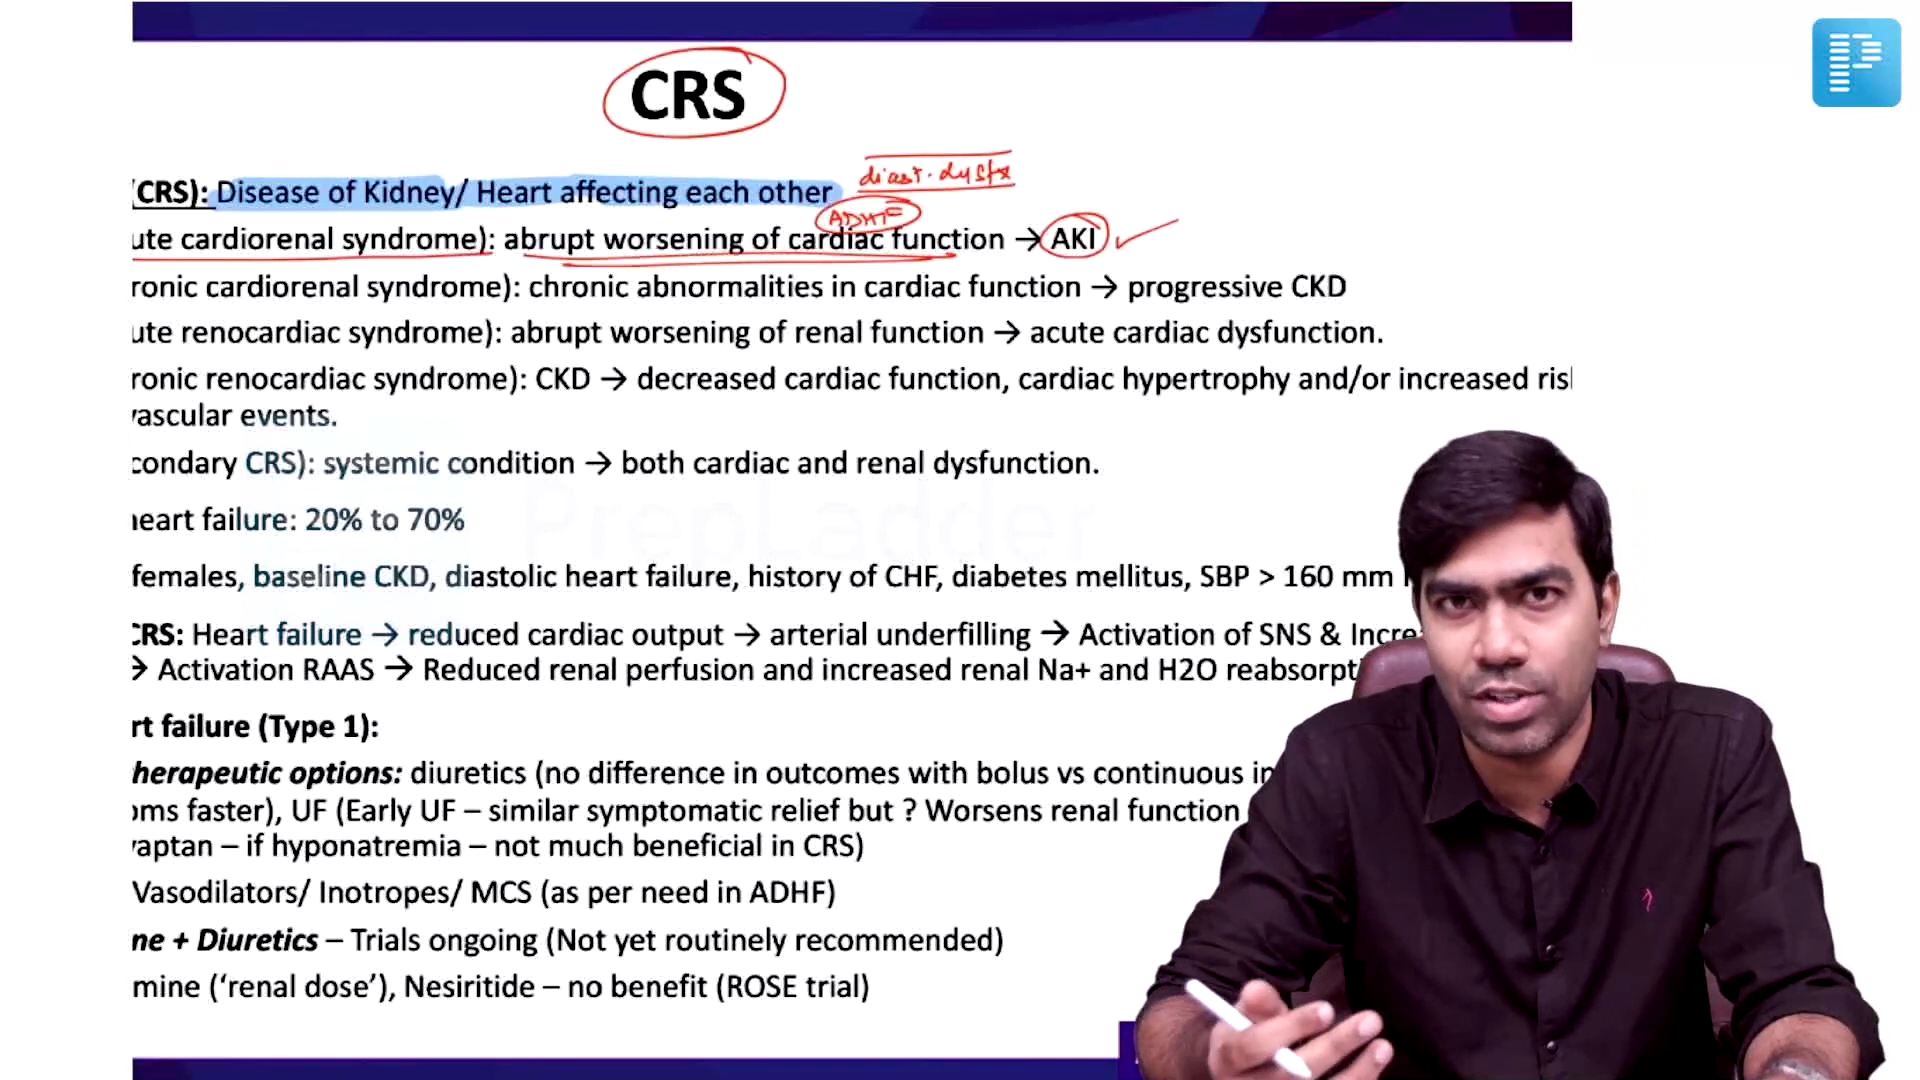 CRS
diast. dysfx
(CRS): Disease of Kidney/ Heart affecting each other
ADHF
ute cardiorenal syndrome): abrupt worsening of cardiac function → AKI
ronic cardiorenal syndrome): chronic abnormalities in cardiac function → progressive CKD
ute renocardiac syndrome): abrupt worsening of renal function → acute cardiac dysfunction.
ronic renocardiac syndrome): CKD → decreased cardiac function, cardiac hypertrophy and/or increased ris
vascular events.
condary CRS): systemic condition → both cardiac and renal dysfunction.
heart failure: 20% to 70%
PrepLadder
females, baseline CKD, diastolic heart failure, history of CHF, diabetes mellitus, SBP > 160 mm
CRS: Heart failure → reduced cardiac output → arterial underfilling → Activation of SNS & Incre
→ Activation RAAS → Reduced renal perfusion and increased renal Na+ and H2O reabsorpt
rt failure (Type 1):
herapeutic options: diuretics (no difference in outcomes with bolus vs continuous in
oms faster), UF (Early UF – similar symptomatic relief but ? Worsens renal function
vaptan – if hyponatremia – not much beneficial in CRS)
Vasodilators/ Inotropes/ MCS (as per need in ADHF)
ne + Diuretics – Trials ongoing (Not yet routinely recommended)
mine (‘renal dose’), Nesiritide – no benefit (ROSE trial)